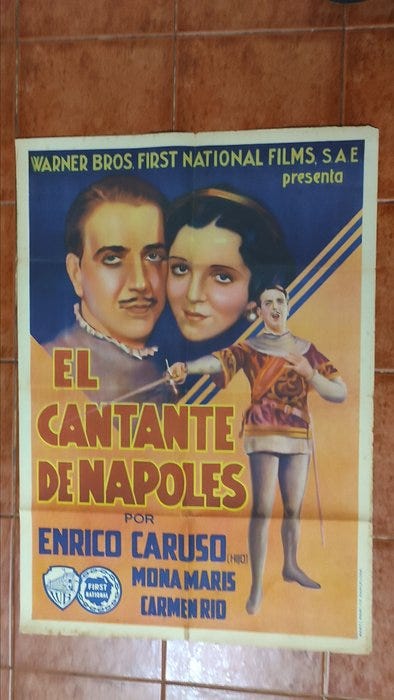 WARNER BROS. FIRST NATIONAL FILMS, S.A.E
presenta
EL
CANTANTE
DE NAPOLES
POR
ENRICO CARUSO (HIJO)
MONA MARIS
CARMEN RIO
WB
FIRST
NATIONAL